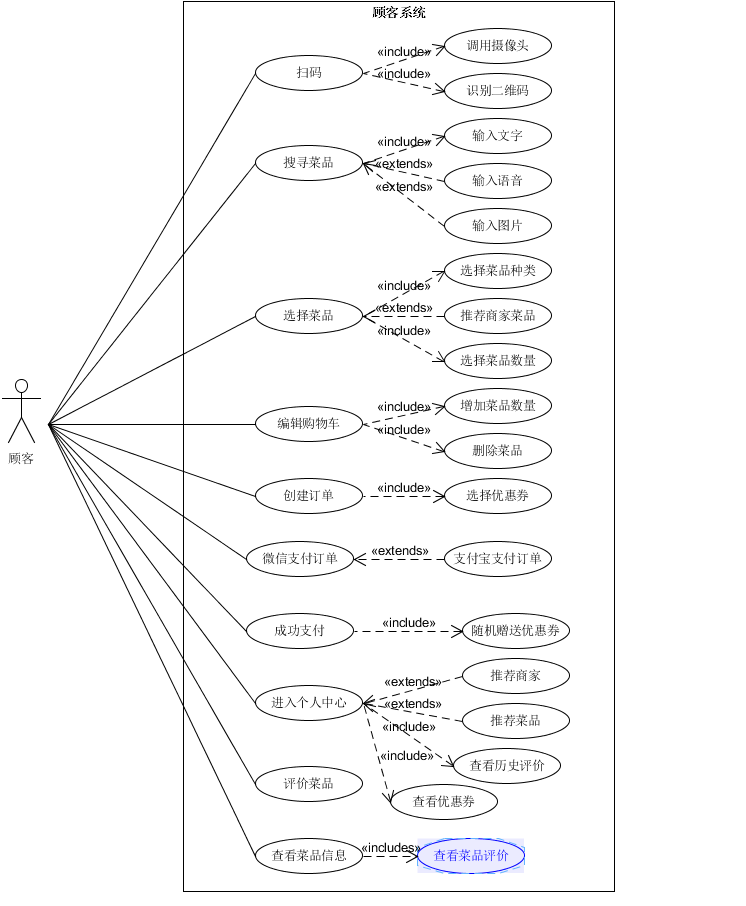 顾客系统
«include»
调用摄像头
扫码
«include»
识别二维码
«include»
输入文字
搜寻菜品
«extends»
输入语音
«extends»
输入图片
«include»
选择菜品种类
选择菜品
«extends»
推荐商家菜品
«include»
选择菜品数量
顾客
«include»
增加菜品数量
编辑购物车
«include»
删除菜品
创建订单
«include»
选择优惠券
微信支付订单
«extends»
支付宝支付订单
成功支付
«include»
随机赠送优惠券
«extends»
推荐商家
进入个人中心
«extends»
推荐菜品
«include»
查看历史评价
«include»
查看优惠券
评价菜品
查看菜品信息
«includes»
查看菜品评价